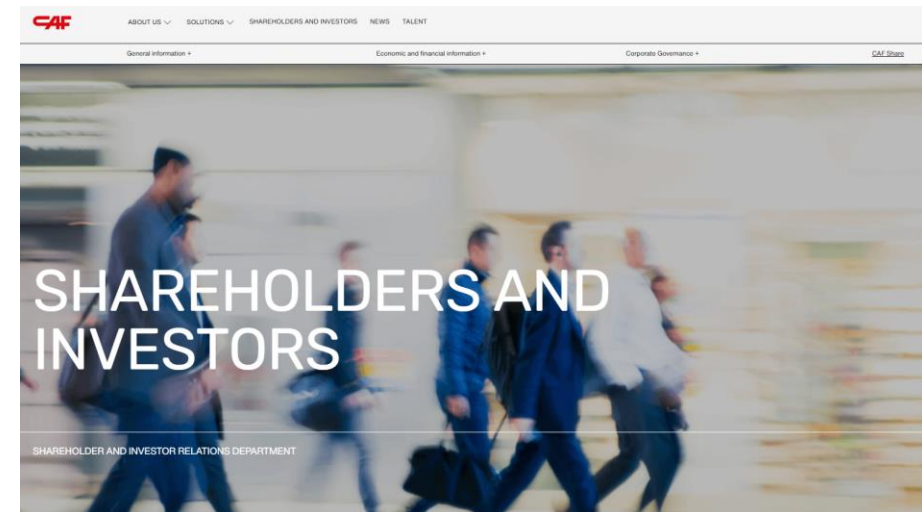 CAF
ABOUT US SOLUTIONS SHAREHOLDERS AND INVESTORS NEWS TALENT
General information + Economic and financial information + Corporate Governance + CAF Share
SHAREHOLDERS AND
INVESTORS
SHAREHOLDER AND INVESTOR RELATIONS DEPARTMENT